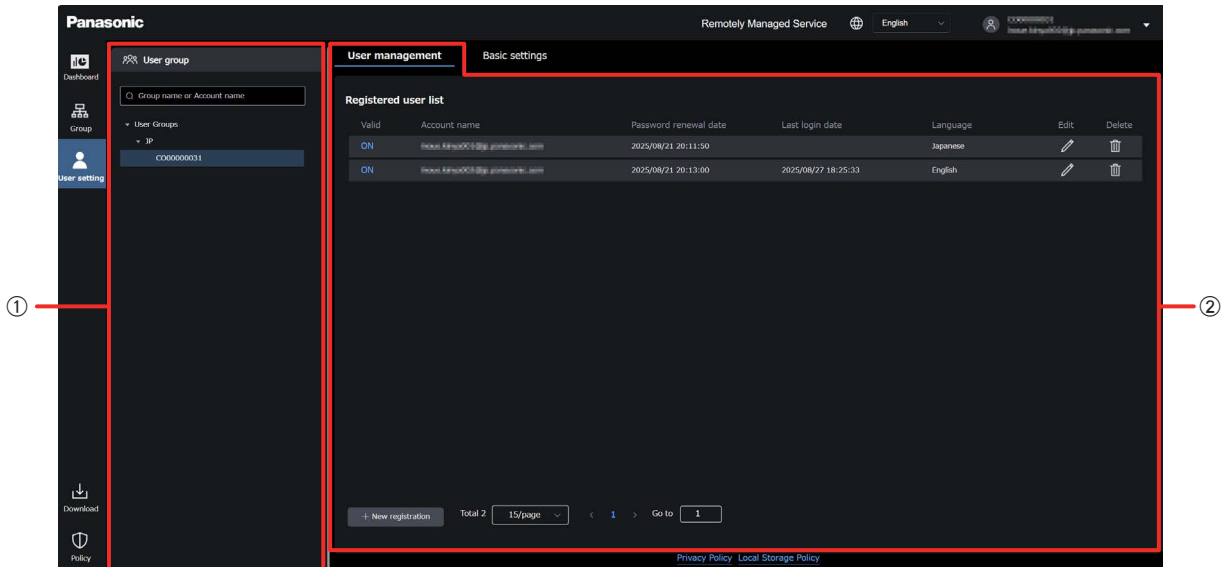 Panasonic
Remotely Managed Service
English
Dashboard
Group
User setting
Download
Policy
User group
Group name or Account name
User Groups
JP
CO00000031
User management
Basic settings
Registered user list
Valid Account name Password renewal date Last login date Language Edit Delete
ON 2025/08/21 20:11:50 Japanese
ON 2025/08/21 20:13:00 2025/08/27 18:25:33 English
+ New registration Total 2 15/page < 1 > Go to 1
Privacy Policy Local Storage Policy
①
②